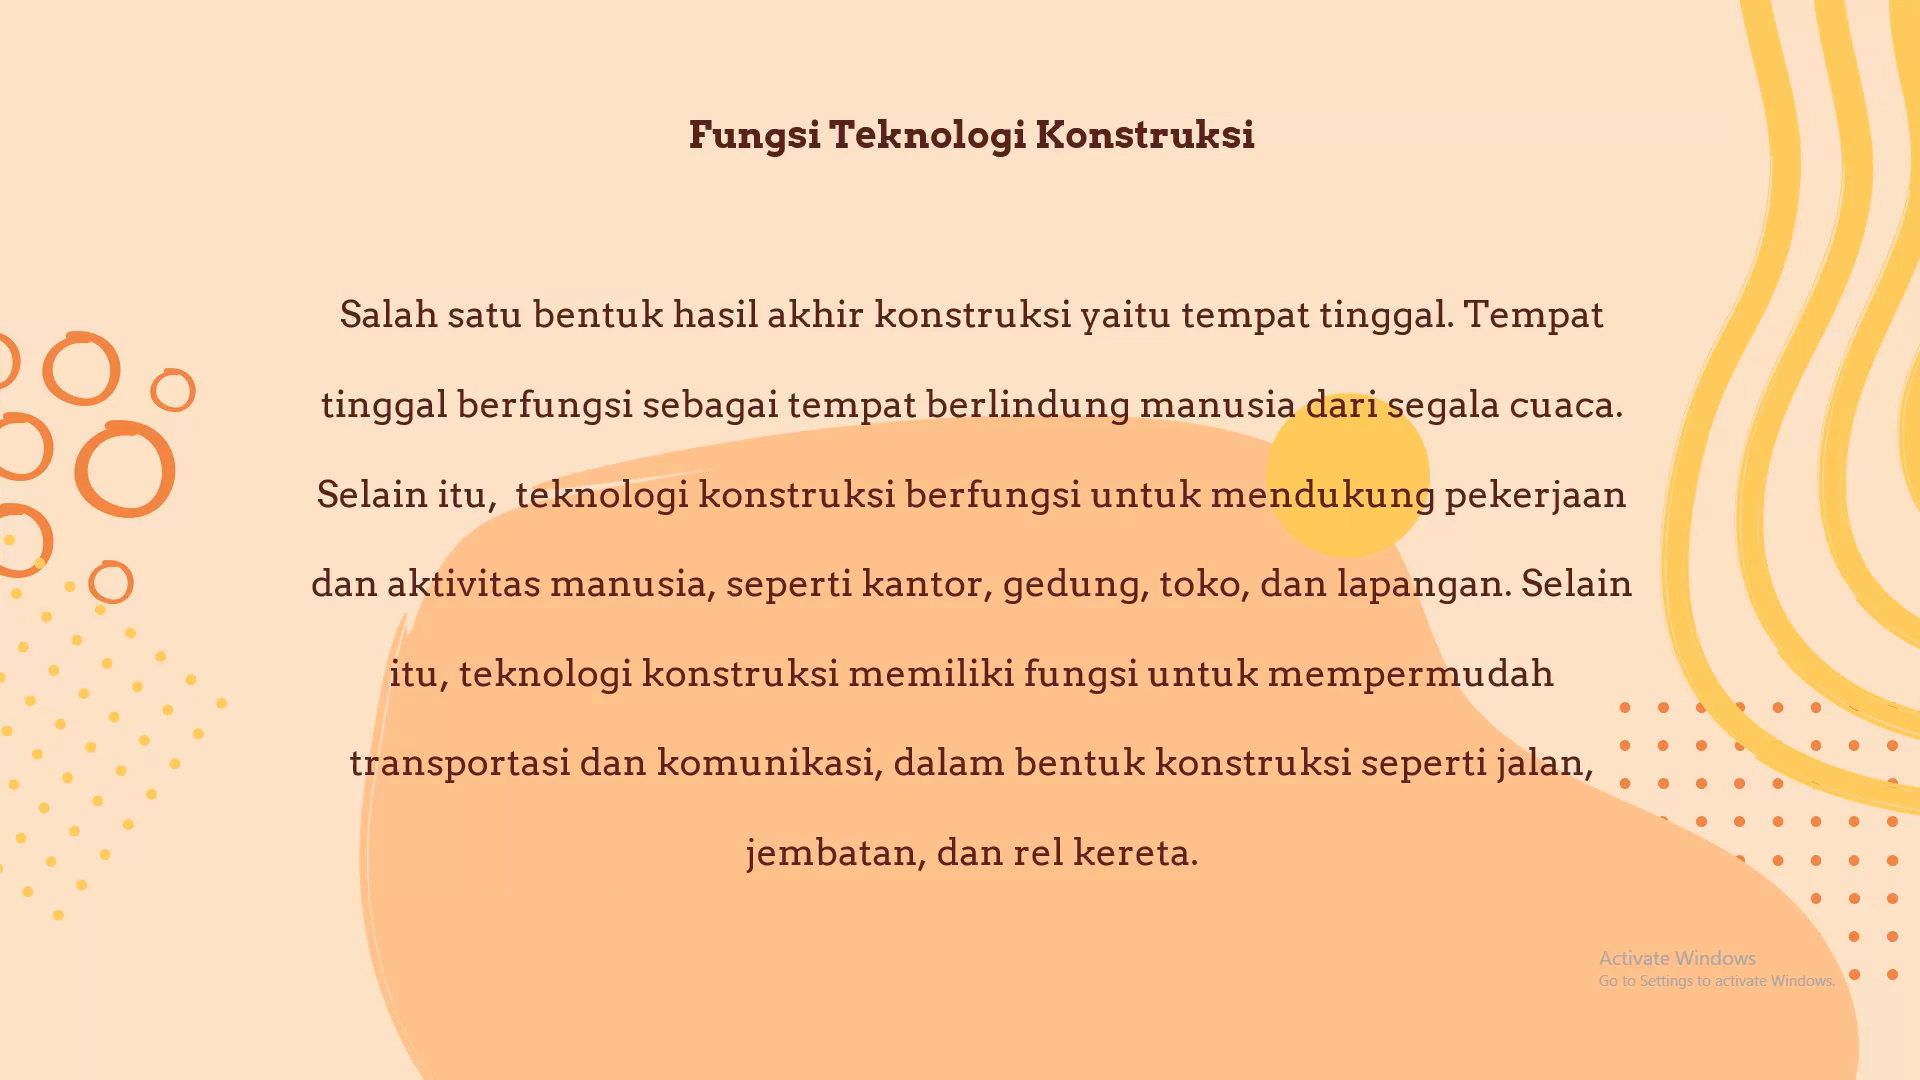 Fungsi Teknologi Konstruksi
Salah satu bentuk hasil akhir konstruksi yaitu tempat tinggal. Tempat
tinggal berfungsi sebagai tempat berlindung manusia dari segala cuaca.
Selain itu,  teknologi konstruksi berfungsi untuk mendukung pekerjaan
dan aktivitas manusia, seperti kantor, gedung, toko, dan lapangan. Selain
itu, teknologi konstruksi memiliki fungsi untuk mempermudah
transportasi dan komunikasi, dalam bentuk konstruksi seperti jalan,
jembatan, dan rel kereta.
Activate Windows
Go to Settings to activate Windows.